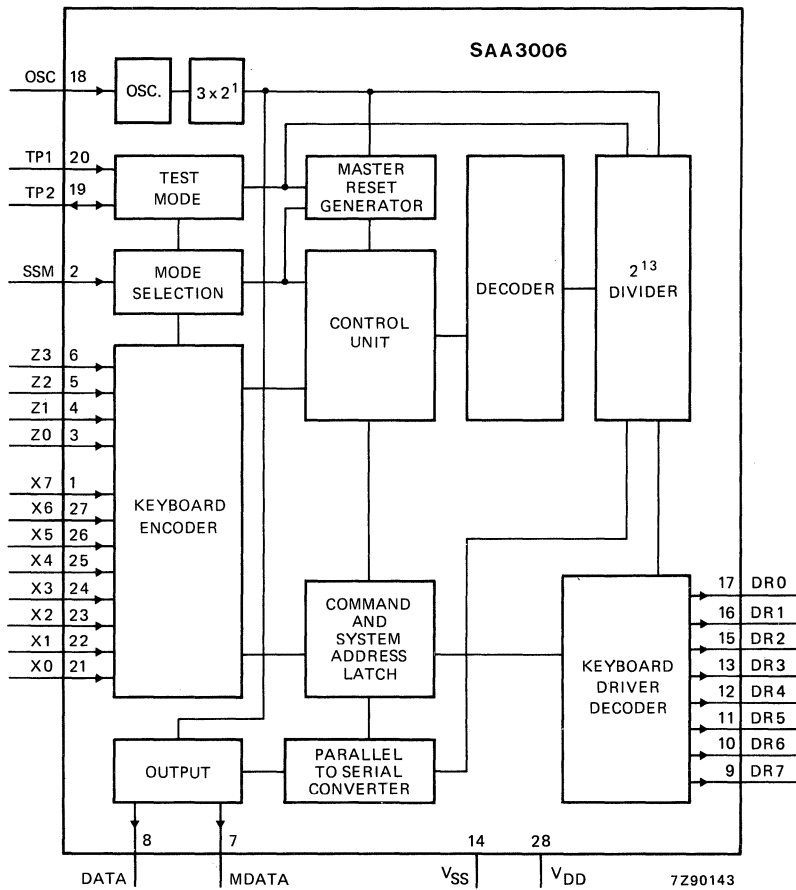 SAA3006
OSC 18
OSC.
3 x 2¹
TP1 20
TP2 19
TEST
MODE
MASTER
RESET
GENERATOR
SSM 2
MODE
SELECTION
CONTROL
UNIT
DECODER
2¹³
DIVIDER
Z3 6
Z2 5
Z1 4
Z0 3
X7 1
X6 27
X5 26
X4 25
X3 24
X2 23
X1 22
X0 21
KEYBOARD
ENCODER
COMMAND
AND
SYSTEM
ADDRESS
LATCH
KEYBOARD
DRIVER
DECODER
17 DR0
16 DR1
15 DR2
13 DR3
12 DR4
11 DR5
10 DR6
9 DR7
OUTPUT
PARALLEL
TO SERIAL
CONVERTER
8
7
14
28
DATA
MDATA
VSS
VDD
7Z90143